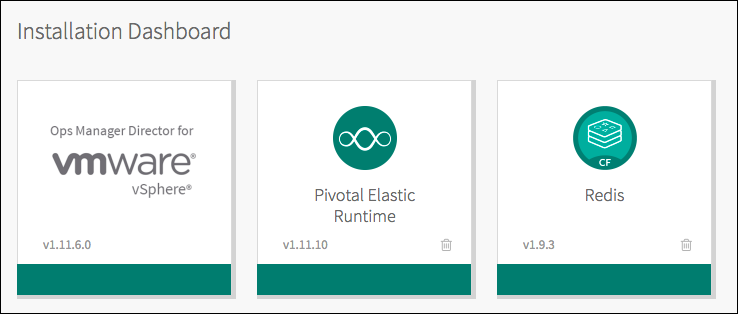 Installation Dashboard
Ops Manager Director for
vmware®
vSphere®
v1.11.6.0
Pivotal Elastic
Runtime
v1.11.10
CF
Redis
v1.9.3